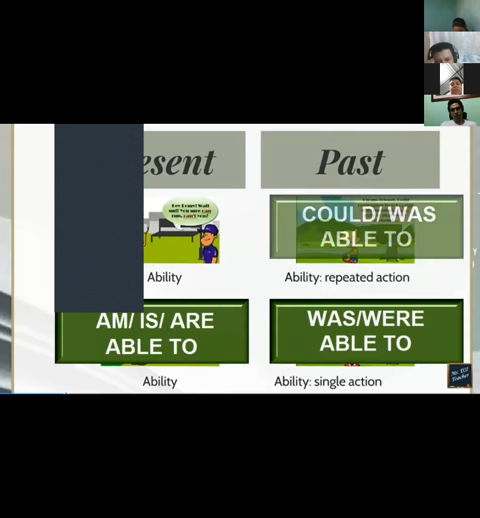 esent
Past
COULD/ WAS
ABLE TO
Ability
Ability: repeated action
AM/ IS/ ARE
ABLE TO
WAS/WERE
ABLE TO
Ability
Ability: single action